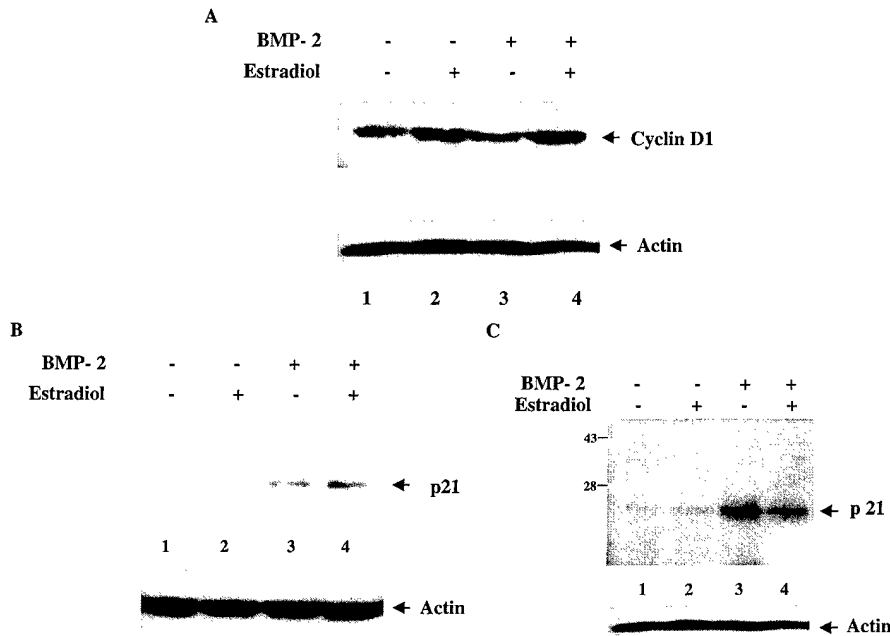 A
BMP- 2 - - + +
Estradiol - + - +
Cyclin D1
Actin
1 2 3 4
B
BMP- 2 - - + +
Estradiol - + - +
p21
1 2 3 4
Actin
C
BMP- 2 - - + +
Estradiol - + - +
43
28
p 21
1 2 3 4
Actin